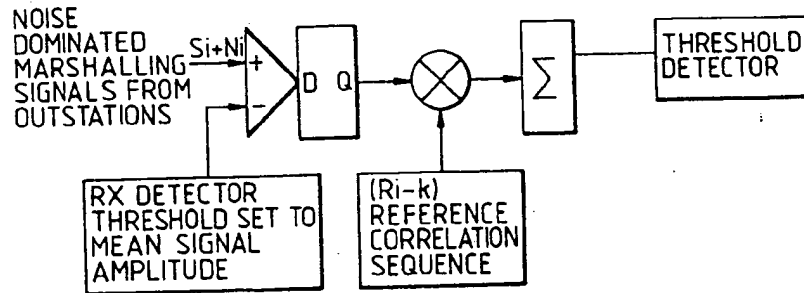 NOISE
DOMINATED
MARSHALLING
SIGNALS FROM
OUTSTATIONS
Si+Ni
+
−
D Q
Σ
THRESHOLD
DETECTOR
RX DETECTOR
THRESHOLD SET TO
MEAN SIGNAL
AMPLITUDE
(Ri-k)
REFERENCE
CORRELATION
SEQUENCE